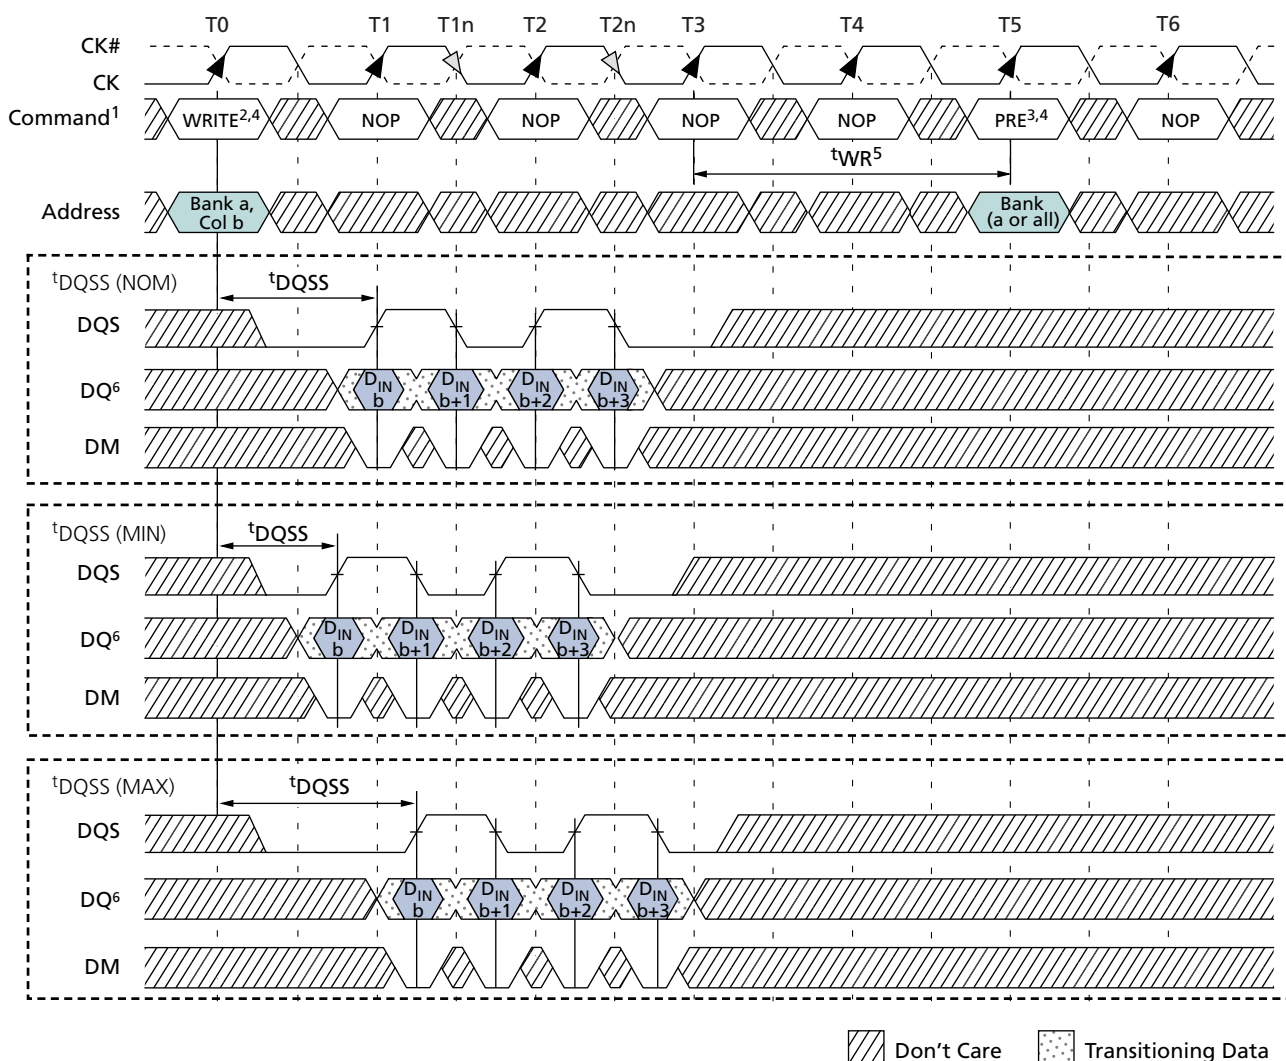 T0 T1 T1n T2 T2n T3 T4 T5 T6
CK#
CK
Command1 WRITE2,4 NOP NOP NOP NOP PRE3,4 NOP
tWR5
Address Bank a, Col b Bank (a or all)
tDQSS (NOM) tDQSS
DQS
DQ6 DIN b DIN b+1 DIN b+2 DIN b+3
DM
tDQSS (MIN) tDQSS
DQS
DQ6 DIN b DIN b+1 DIN b+2 DIN b+3
DM
tDQSS (MAX) tDQSS
DQS
DQ6 DIN b DIN b+1 DIN b+2 DIN b+3
DM
Don't Care Transitioning Data